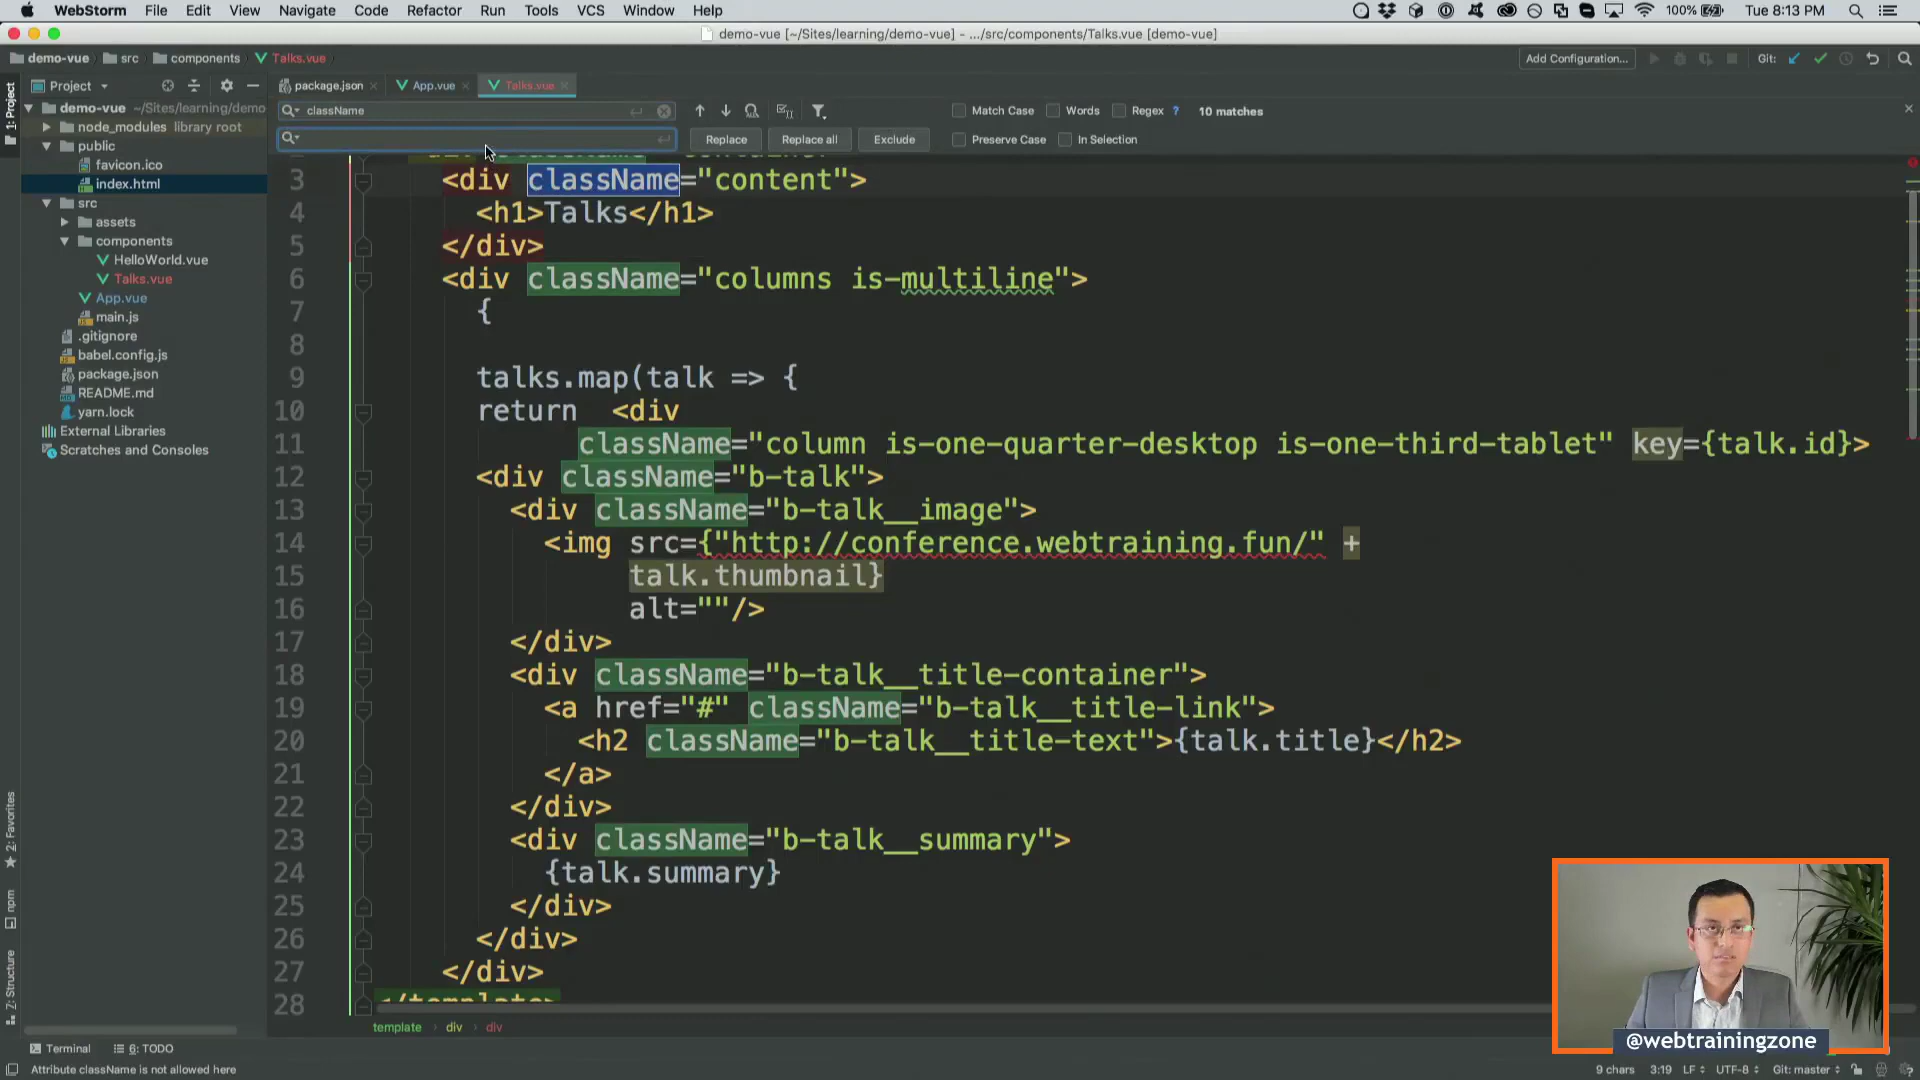 WebStorm File Edit View Navigate Code Refactor Run Tools VCS Window Help 100% Tue 8:13 PM
demo-vue [~/Sites/learning/demo-vue] - .../src/components/Talks.vue [demo-vue]
demo-vue src components Talks.vue Add Configuration... Git:
Project package.json App.vue Talks.vue
className Match Case Words Regex ? 10 matches
Replace Replace all Exclude Preserve Case In Selection
1: Project
demo-vue ~/Sites/learning/demo
node_modules library root
public
favicon.ico
index.html
src
assets
components
HelloWorld.vue
Talks.vue
App.vue
main.js
.gitignore
babel.config.js
package.json
README.md
yarn.lock
External Libraries
Scratches and Consoles
2: Favorites
npm
Z: Structure
3 <div className="content">
4 <h1>Talks</h1>
5 </div>
6 <div className="columns is-multiline">
7 {
8
9 talks.map(talk => {
10 return <div
11 className="column is-one-quarter-desktop is-one-third-tablet" key={talk.id}>
12 <div className="b-talk">
13 <div className="b-talk__image">
14 <img src={"http://conference.webtraining.fun/" +
15 talk.thumbnail}
16 alt=""/>
17 </div>
18 <div className="b-talk__title-container">
19 <a href="#" className="b-talk__title-link">
20 <h2 className="b-talk__title-text">{talk.title}</h2>
21 </a>
22 </div>
23 <div className="b-talk__summary">
24 {talk.summary}
25 </div>
26 </div>
27 </div>
28 </template>
template › div › div
@webtrainingzone
Terminal 6: TODO
Attribute className is not allowed here 9 chars 3:19 LF UTF-8 Git: master